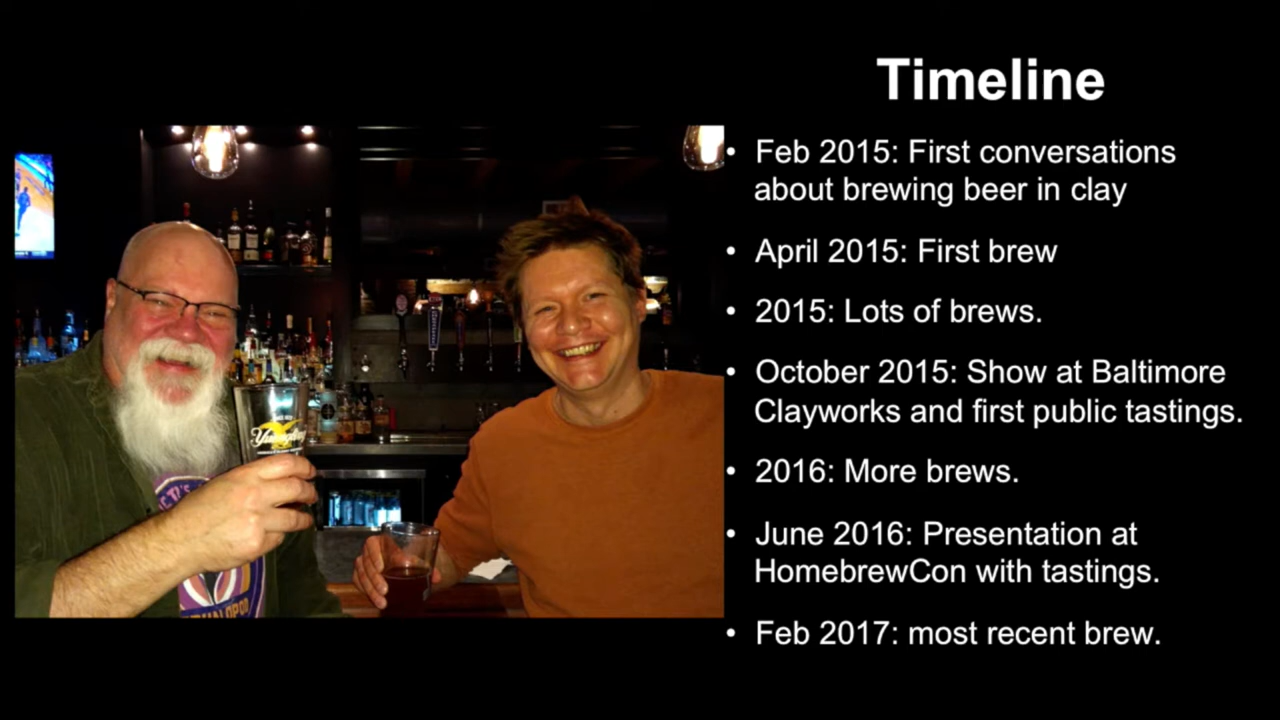 Timeline
• Feb 2015: First conversations
about brewing beer in clay
• April 2015: First brew
• 2015: Lots of brews.
• October 2015: Show at Baltimore
Clayworks and first public tastings.
• 2016: More brews.
• June 2016: Presentation at
HomebrewCon with tastings.
• Feb 2017: most recent brew.
Yuengling